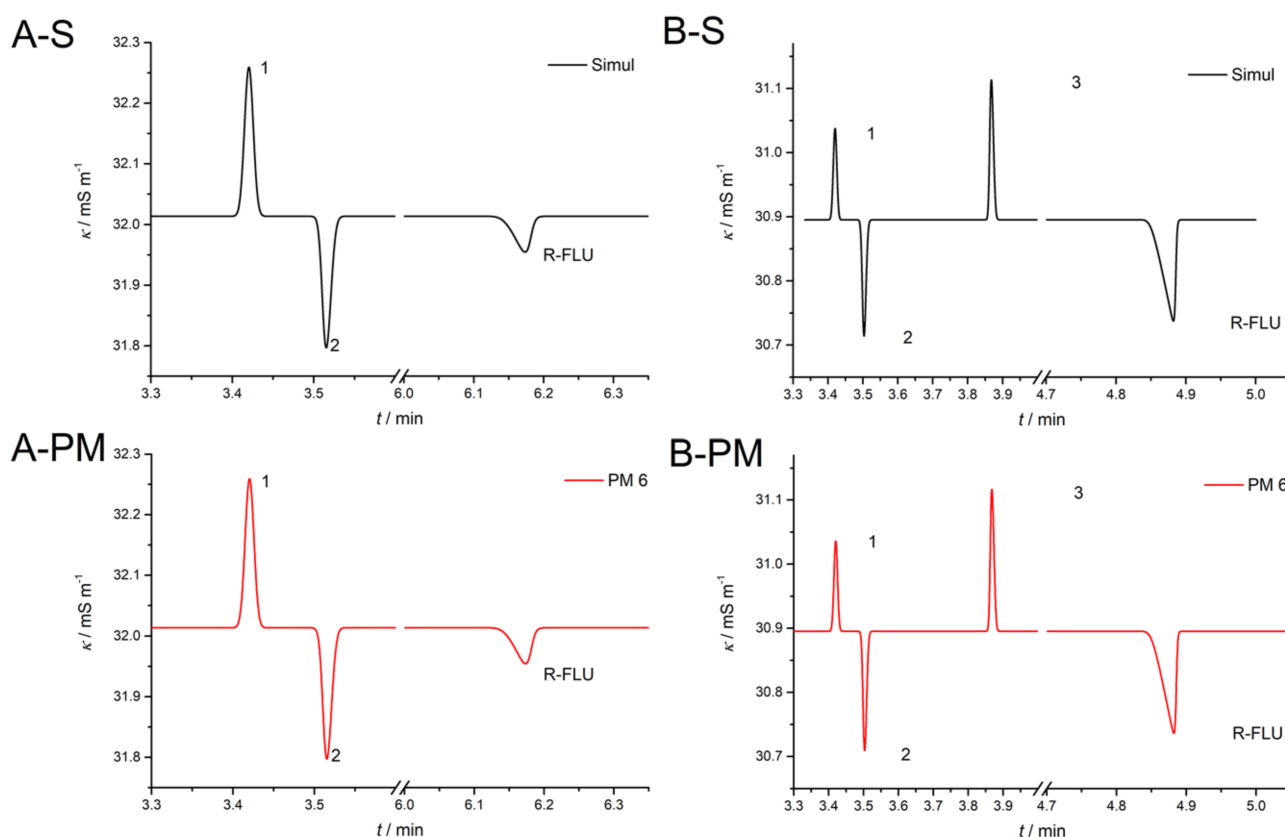 A-S
Simul
1
2
R-FLU
32.3
32.2
32.1
32.0
31.9
31.8
κ / mS m⁻¹
3.3 3.4 3.5 6.0 6.1 6.2 6.3
t / min
B-S
Simul
1
2
3
R-FLU
31.1
31.0
30.9
30.8
30.7
κ / mS m⁻¹
3.3 3.4 3.5 3.6 3.7 3.8 3.9 4.7 4.8 4.9 5.0
t / min
A-PM
PM 6
1
2
R-FLU
32.3
32.2
32.1
32.0
31.9
31.8
κ / mS m⁻¹
3.3 3.4 3.5 6.0 6.1 6.2 6.3
t / min
B-PM
PM 6
1
2
3
R-FLU
31.1
31.0
30.9
30.8
30.7
κ / mS m⁻¹
3.3 3.4 3.5 3.6 3.7 3.8 3.9 4.7 4.8 4.9 5.0
t / min